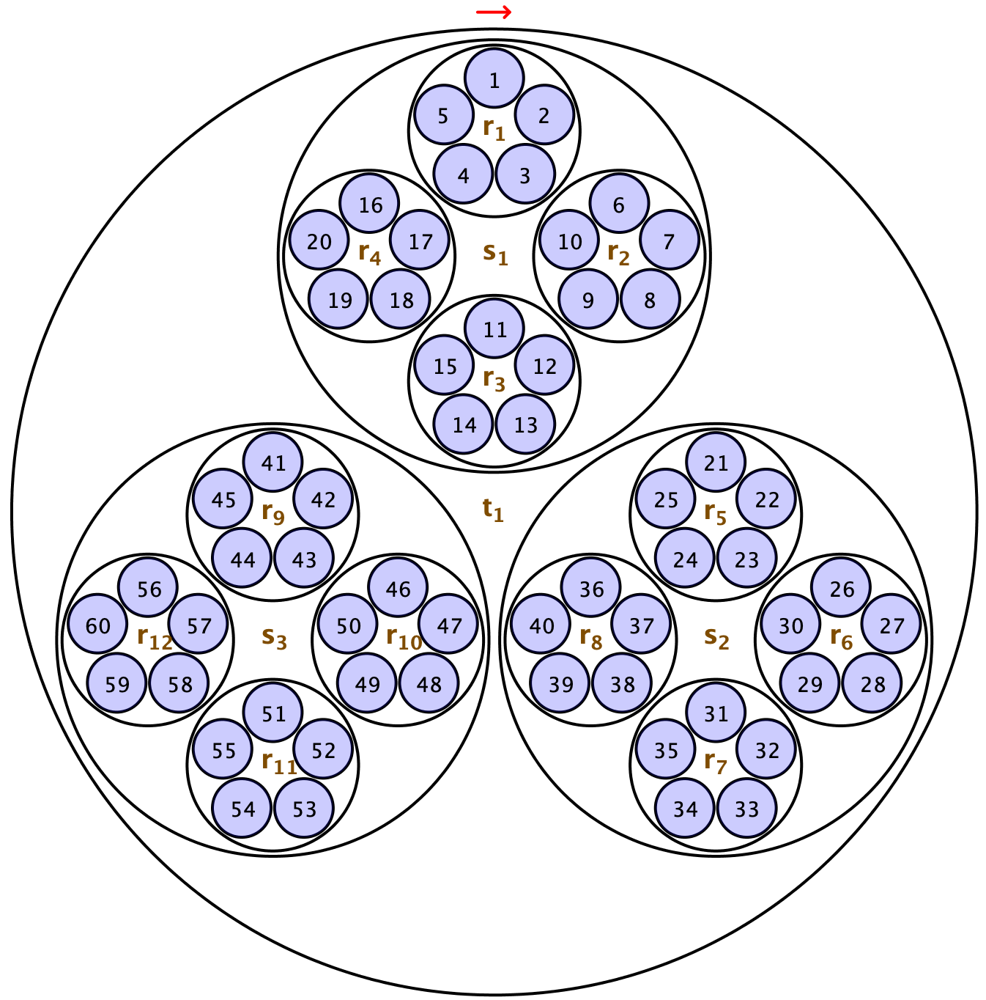 →
1
5 2
r₁
4 3
16 6
20 17 10 7
r₄ s₁ r₂
19 18 9 8
11
15 12
r₃
14 13
41 21
45 42 25 22
r₉ t₁ r₅
44 43 24 23
56 46 36 26
60 57 50 47 40 37 30 27
r₁₂ s₃ r₁₀ r₈ s₂ r₆
59 58 49 48 39 38 29 28
51 31
55 52 35 32
r₁₁ r₇
54 53 34 33